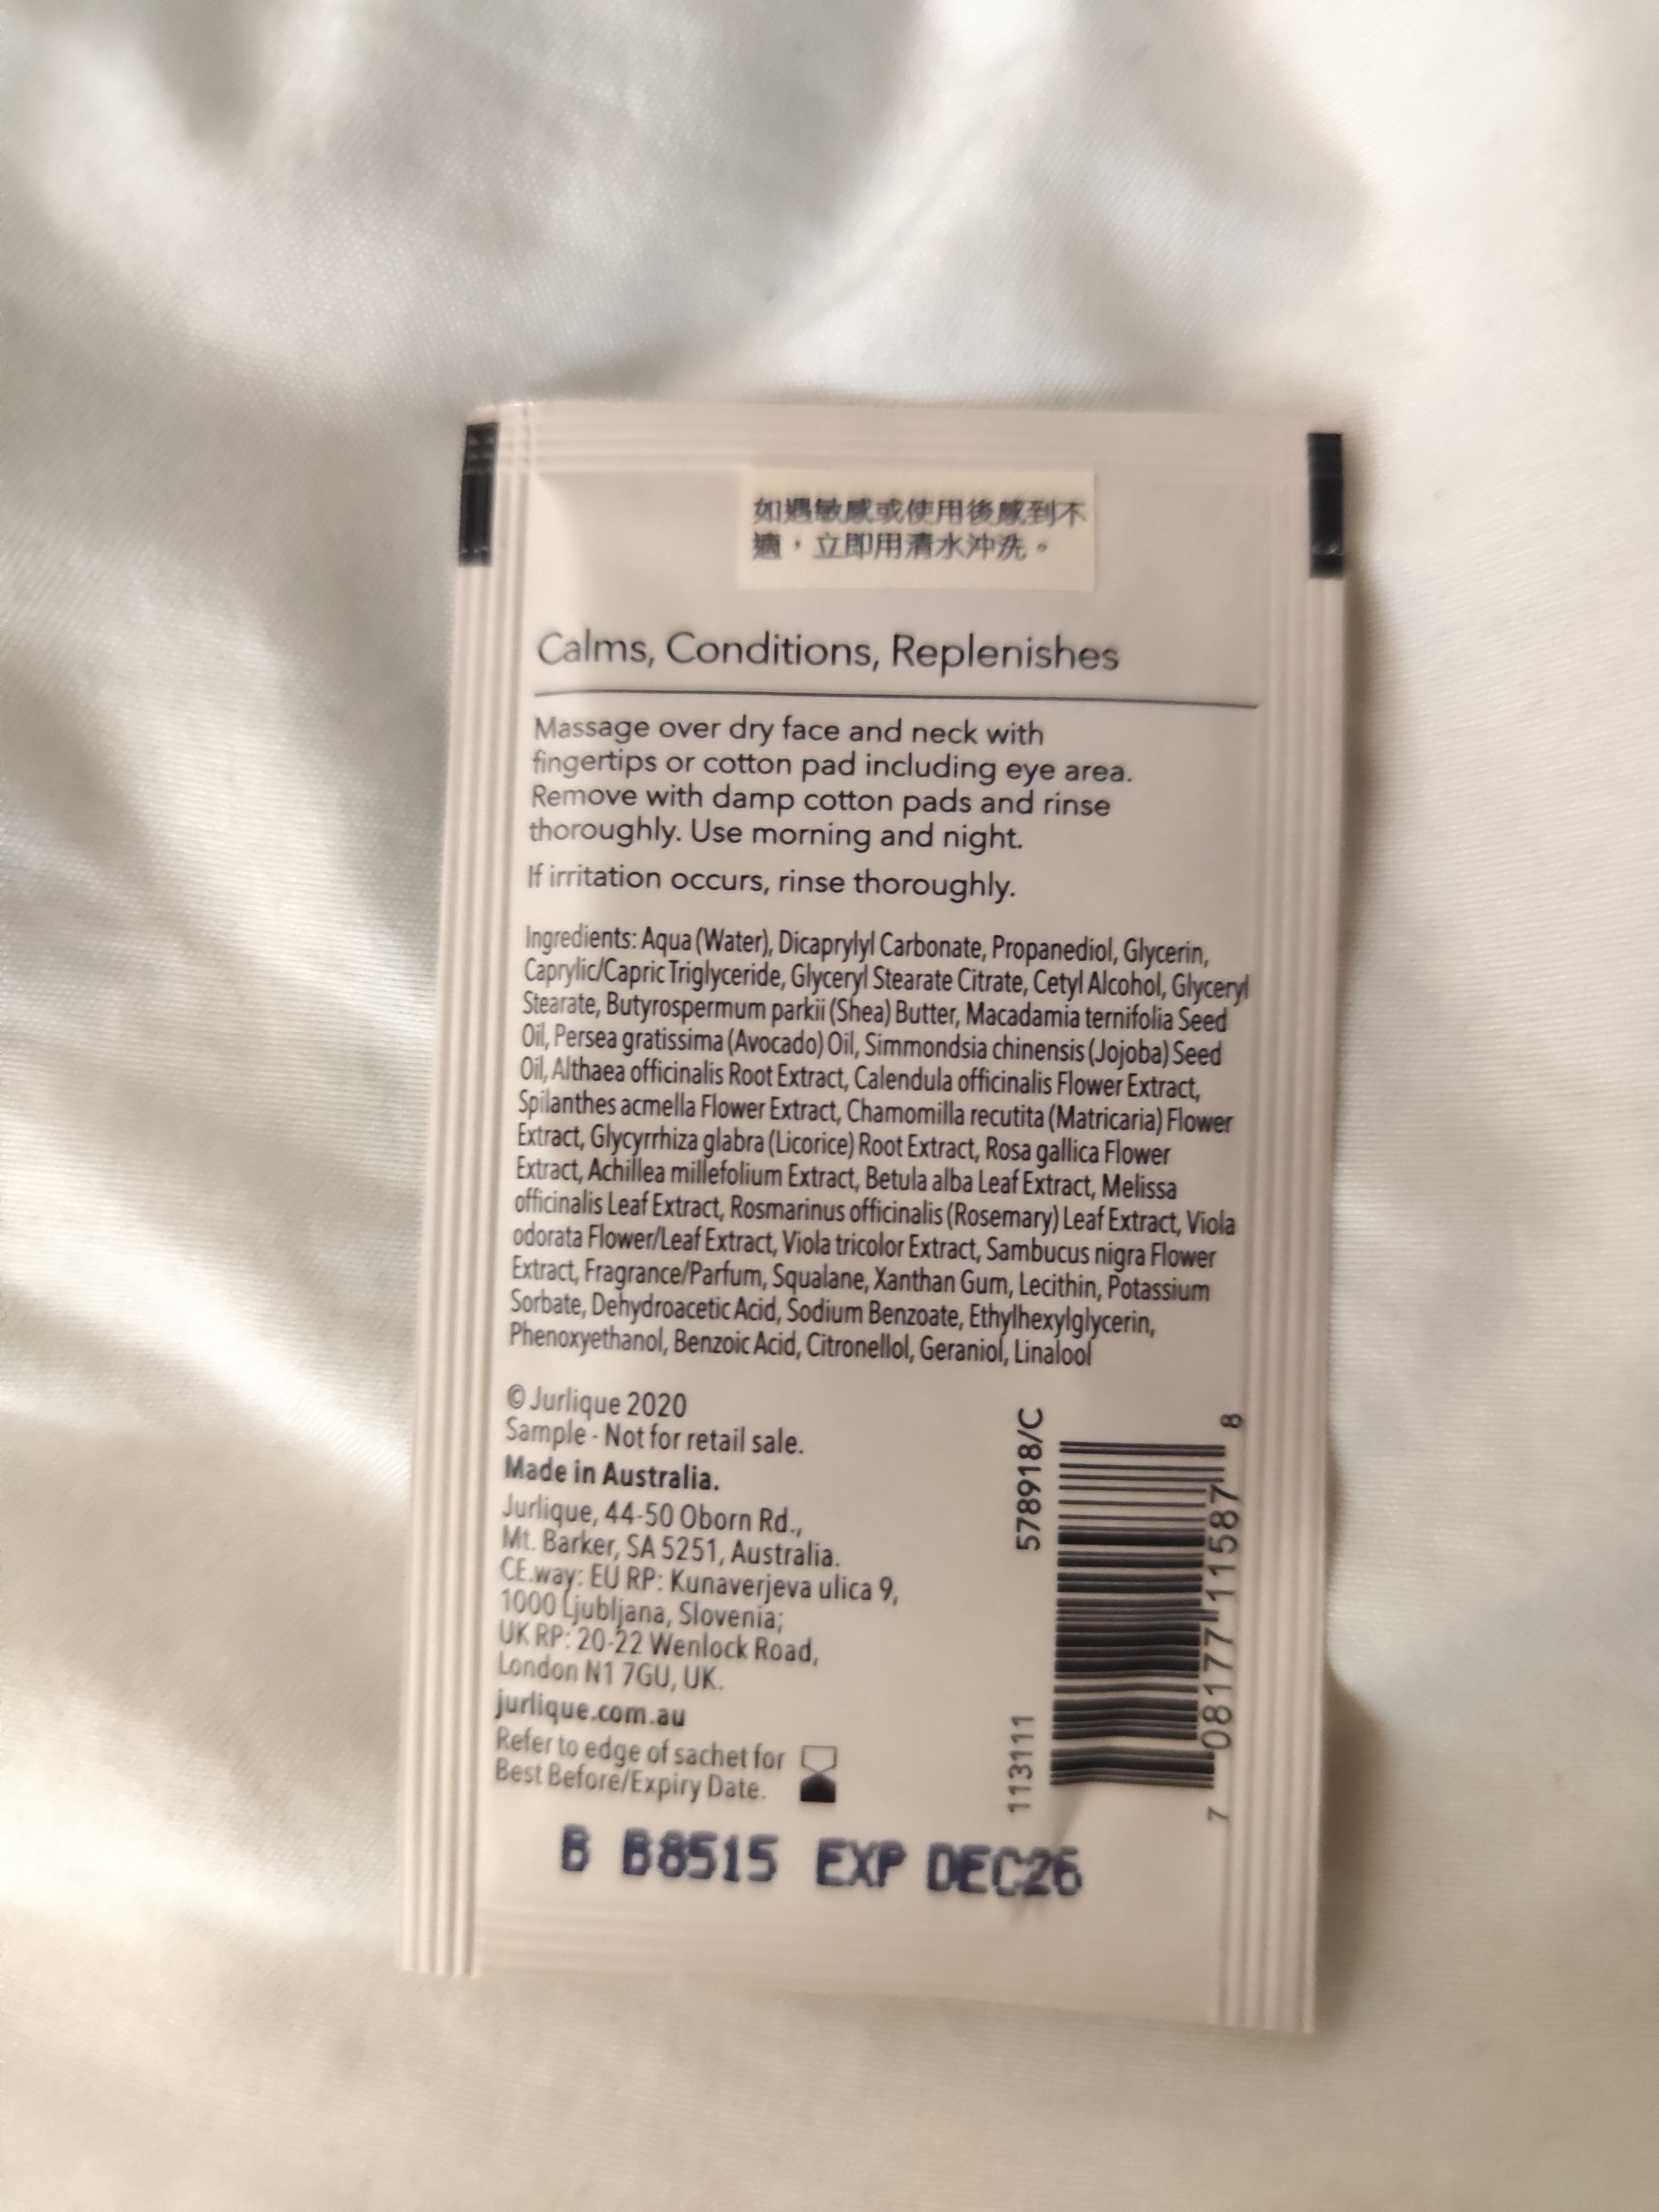 如遇敏感或使用後感到不
適，立即用清水沖洗。
Calms, Conditions, Replenishes
Massage over dry face and neck with
fingertips or cotton pad including eye area.
Remove with damp cotton pads and rinse
thoroughly. Use morning and night.
If irritation occurs, rinse thoroughly.
Ingredients: Aqua (Water), Dicaprylyl Carbonate, Propanediol, Glycerin,
Caprylic/Capric Triglyceride, Glyceryl Stearate Citrate, Cetyl Alcohol, Glyceryl
Stearate, Butyrospermum parkii (Shea) Butter, Macadamia ternifolia Seed
Oil, Persea gratissima (Avocado) Oil, Simmondsia chinensis (Jojoba) Seed
Oil, Althaea officinalis Root Extract, Calendula officinalis Flower Extract,
Spilanthes acmella Flower Extract, Chamomilla recutita (Matricaria) Flower
Extract, Glycyrrhiza glabra (Licorice) Root Extract, Rosa gallica Flower
Extract, Achillea millefolium Extract, Betula alba Leaf Extract, Melissa
officinalis Leaf Extract, Rosmarinus officinalis (Rosemary) Leaf Extract, Viola
odorata Flower/Leaf Extract, Viola tricolor Extract, Sambucus nigra Flower
Extract, Fragrance/Parfum, Squalane, Xanthan Gum, Lecithin, Potassium
Sorbate, Dehydroacetic Acid, Sodium Benzoate, Ethylhexylglycerin,
Phenoxyethanol, Benzoic Acid, Citronellol, Geraniol, Linalool
© Jurlique 2020
Sample - Not for retail sale.
Made in Australia.
Jurlique, 44-50 Oborn Rd.,
Mt. Barker, SA 5251, Australia.
CE.way: EU RP: Kunaverjeva ulica 9,
1000 Ljubljana, Slovenia;
UK RP: 20-22 Wenlock Road,
London N1 7GU, UK.
jurlique.com.au
Refer to edge of sachet for
Best Before/Expiry Date.
113111
578918/C
7 08177 11587 8
B B8515 EXP DEC26